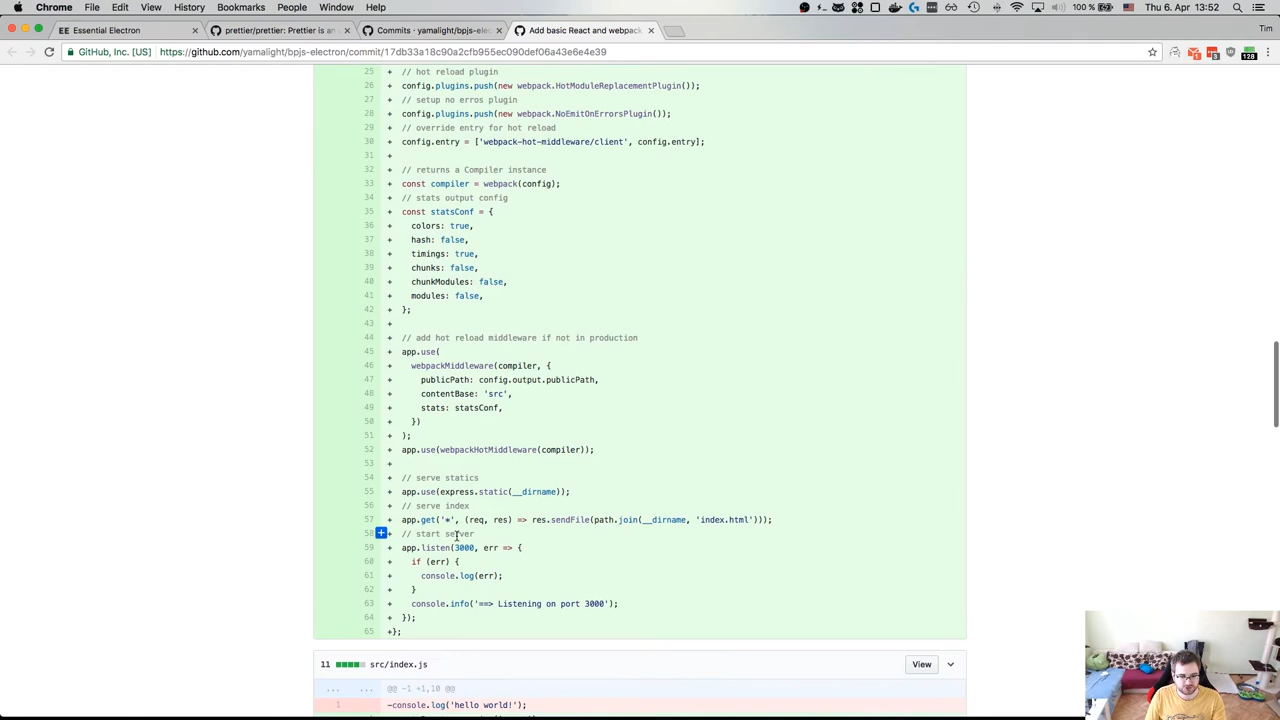 Chrome File Edit View History Bookmarks People Window Help 100 % Thu 6. Apr 13:52
EE Essential Electron × prettier/prettier: Prettier is an × Commits · yamalight/bpjs-elec × Add basic React and webpack × Tim
GitHub, Inc. [US] https://github.com/yamalight/bpjs-electron/commit/17db33a18c90a2cfb955ec090def06a43e6e4e39 1 3 128
25 + // hot reload plugin
26 + config.plugins.push(new webpack.HotModuleReplacementPlugin());
27 + // setup no erros plugin
28 + config.plugins.push(new webpack.NoEmitOnErrorsPlugin());
29 + // override entry for hot reload
30 + config.entry = ['webpack-hot-middleware/client', config.entry];
31 +
32 + // returns a Compiler instance
33 + const compiler = webpack(config);
34 + // stats output config
35 + const statsConf = {
36 + colors: true,
37 + hash: false,
38 + timings: true,
39 + chunks: false,
40 + chunkModules: false,
41 + modules: false,
42 + };
43 +
44 + // add hot reload middleware if not in production
45 + app.use(
46 + webpackMiddleware(compiler, {
47 + publicPath: config.output.publicPath,
48 + contentBase: 'src',
49 + stats: statsConf,
50 + })
51 + );
52 + app.use(webpackHotMiddleware(compiler));
53 +
54 + // serve statics
55 + app.use(express.static(__dirname));
56 + // serve index
57 + app.get('*', (req, res) => res.sendFile(path.join(__dirname, 'index.html')));
58 + // start server
59 + app.listen(3000, err => {
60 + if (err) {
61 + console.log(err);
62 + }
63 + console.info('==> Listening on port 3000');
64 + });
65 +};
11 src/index.js View
... ... @@ -1 +1,10 @@
1 -console.log('hello world!');